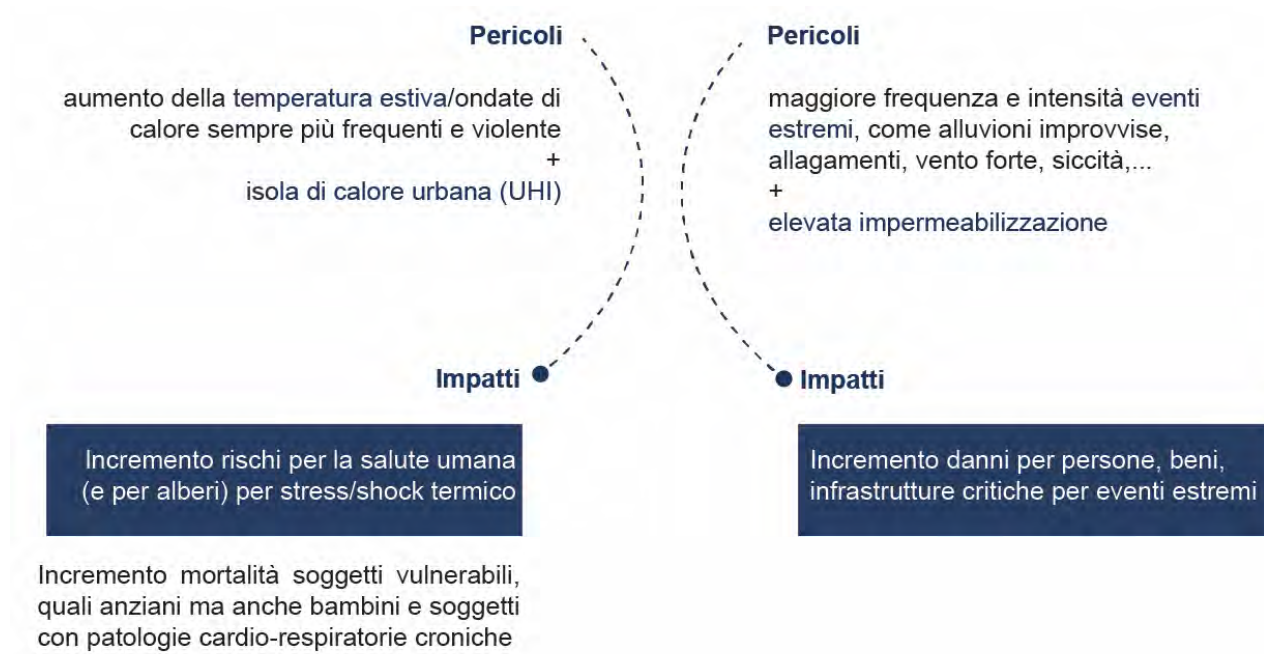 Pericoli
aumento della temperatura estiva/ondate di
calore sempre più frequenti e violente
+
isola di calore urbana (UHI)
Impatti
Incremento rischi per la salute umana
(e per alberi) per stress/shock termico
Incremento mortalità soggetti vulnerabili,
quali anziani ma anche bambini e soggetti
con patologie cardio-respiratorie croniche
Pericoli
maggiore frequenza e intensità eventi
estremi, come alluvioni improvvise,
allagamenti, vento forte, siccità,...
+
elevata impermeabilizzazione
Impatti
Incremento danni per persone, beni,
infrastrutture critiche per eventi estremi